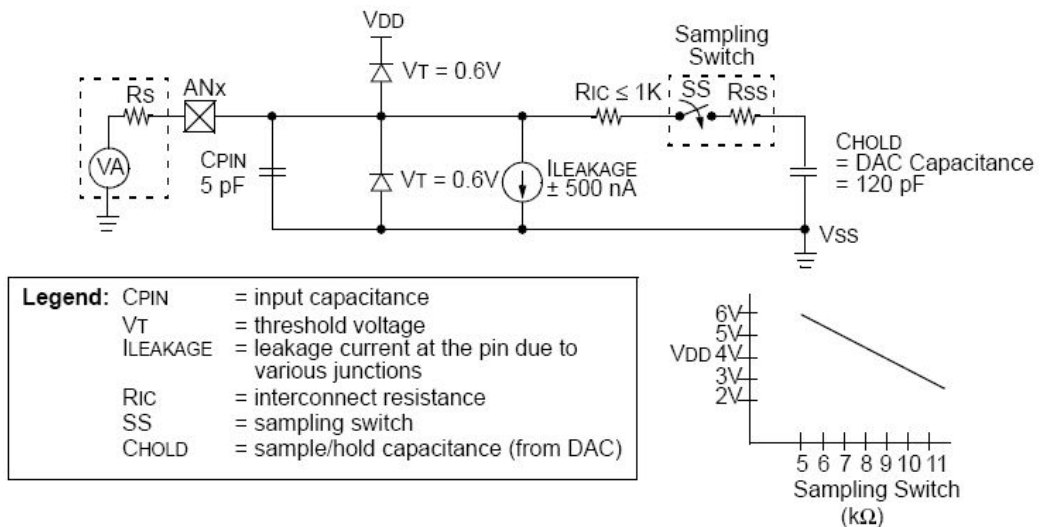 VDD
Sampling
Switch
VT = 0.6V
RS
ANx
RIC ≤ 1K
SS
RSS
VA
CPIN
5 pF
VT = 0.6V
ILEAKAGE
± 500 nA
CHOLD
= DAC Capacitance
= 120 pF
VSS
Legend: CPIN = input capacitance
VT = threshold voltage
ILEAKAGE = leakage current at the pin due to
various junctions
RIC = interconnect resistance
SS = sampling switch
CHOLD = sample/hold capacitance (from DAC)
6V
5V
VDD 4V
3V
2V
5 6 7 8 9 10 11
Sampling Switch
(kΩ)